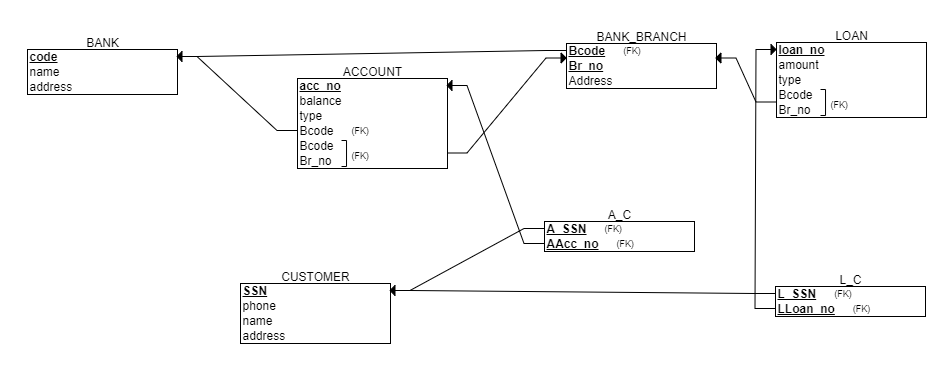 BANK
code
name
address
ACCOUNT
acc_no
balance
type
Bcode (FK)
Bcode
Br_no (FK)
BANK_BRANCH
Bcode (FK)
Br_no
Address
LOAN
loan_no
amount
type
Bcode
Br_no (FK)
A_C
A_SSN (FK)
AAcc_no (FK)
CUSTOMER
SSN
phone
name
address
L_C
L_SSN (FK)
LLoan_no (FK)